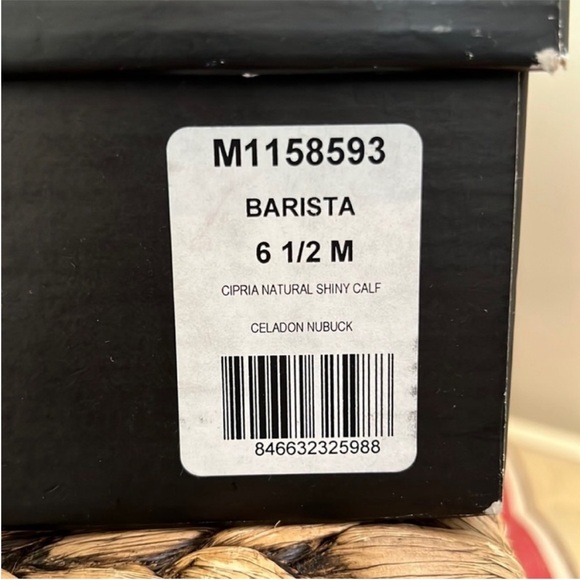 M1158593
BARISTA
6 1/2 M
CIPRIA NATURAL SHINY CALF
CELADON NUBUCK
846632325988